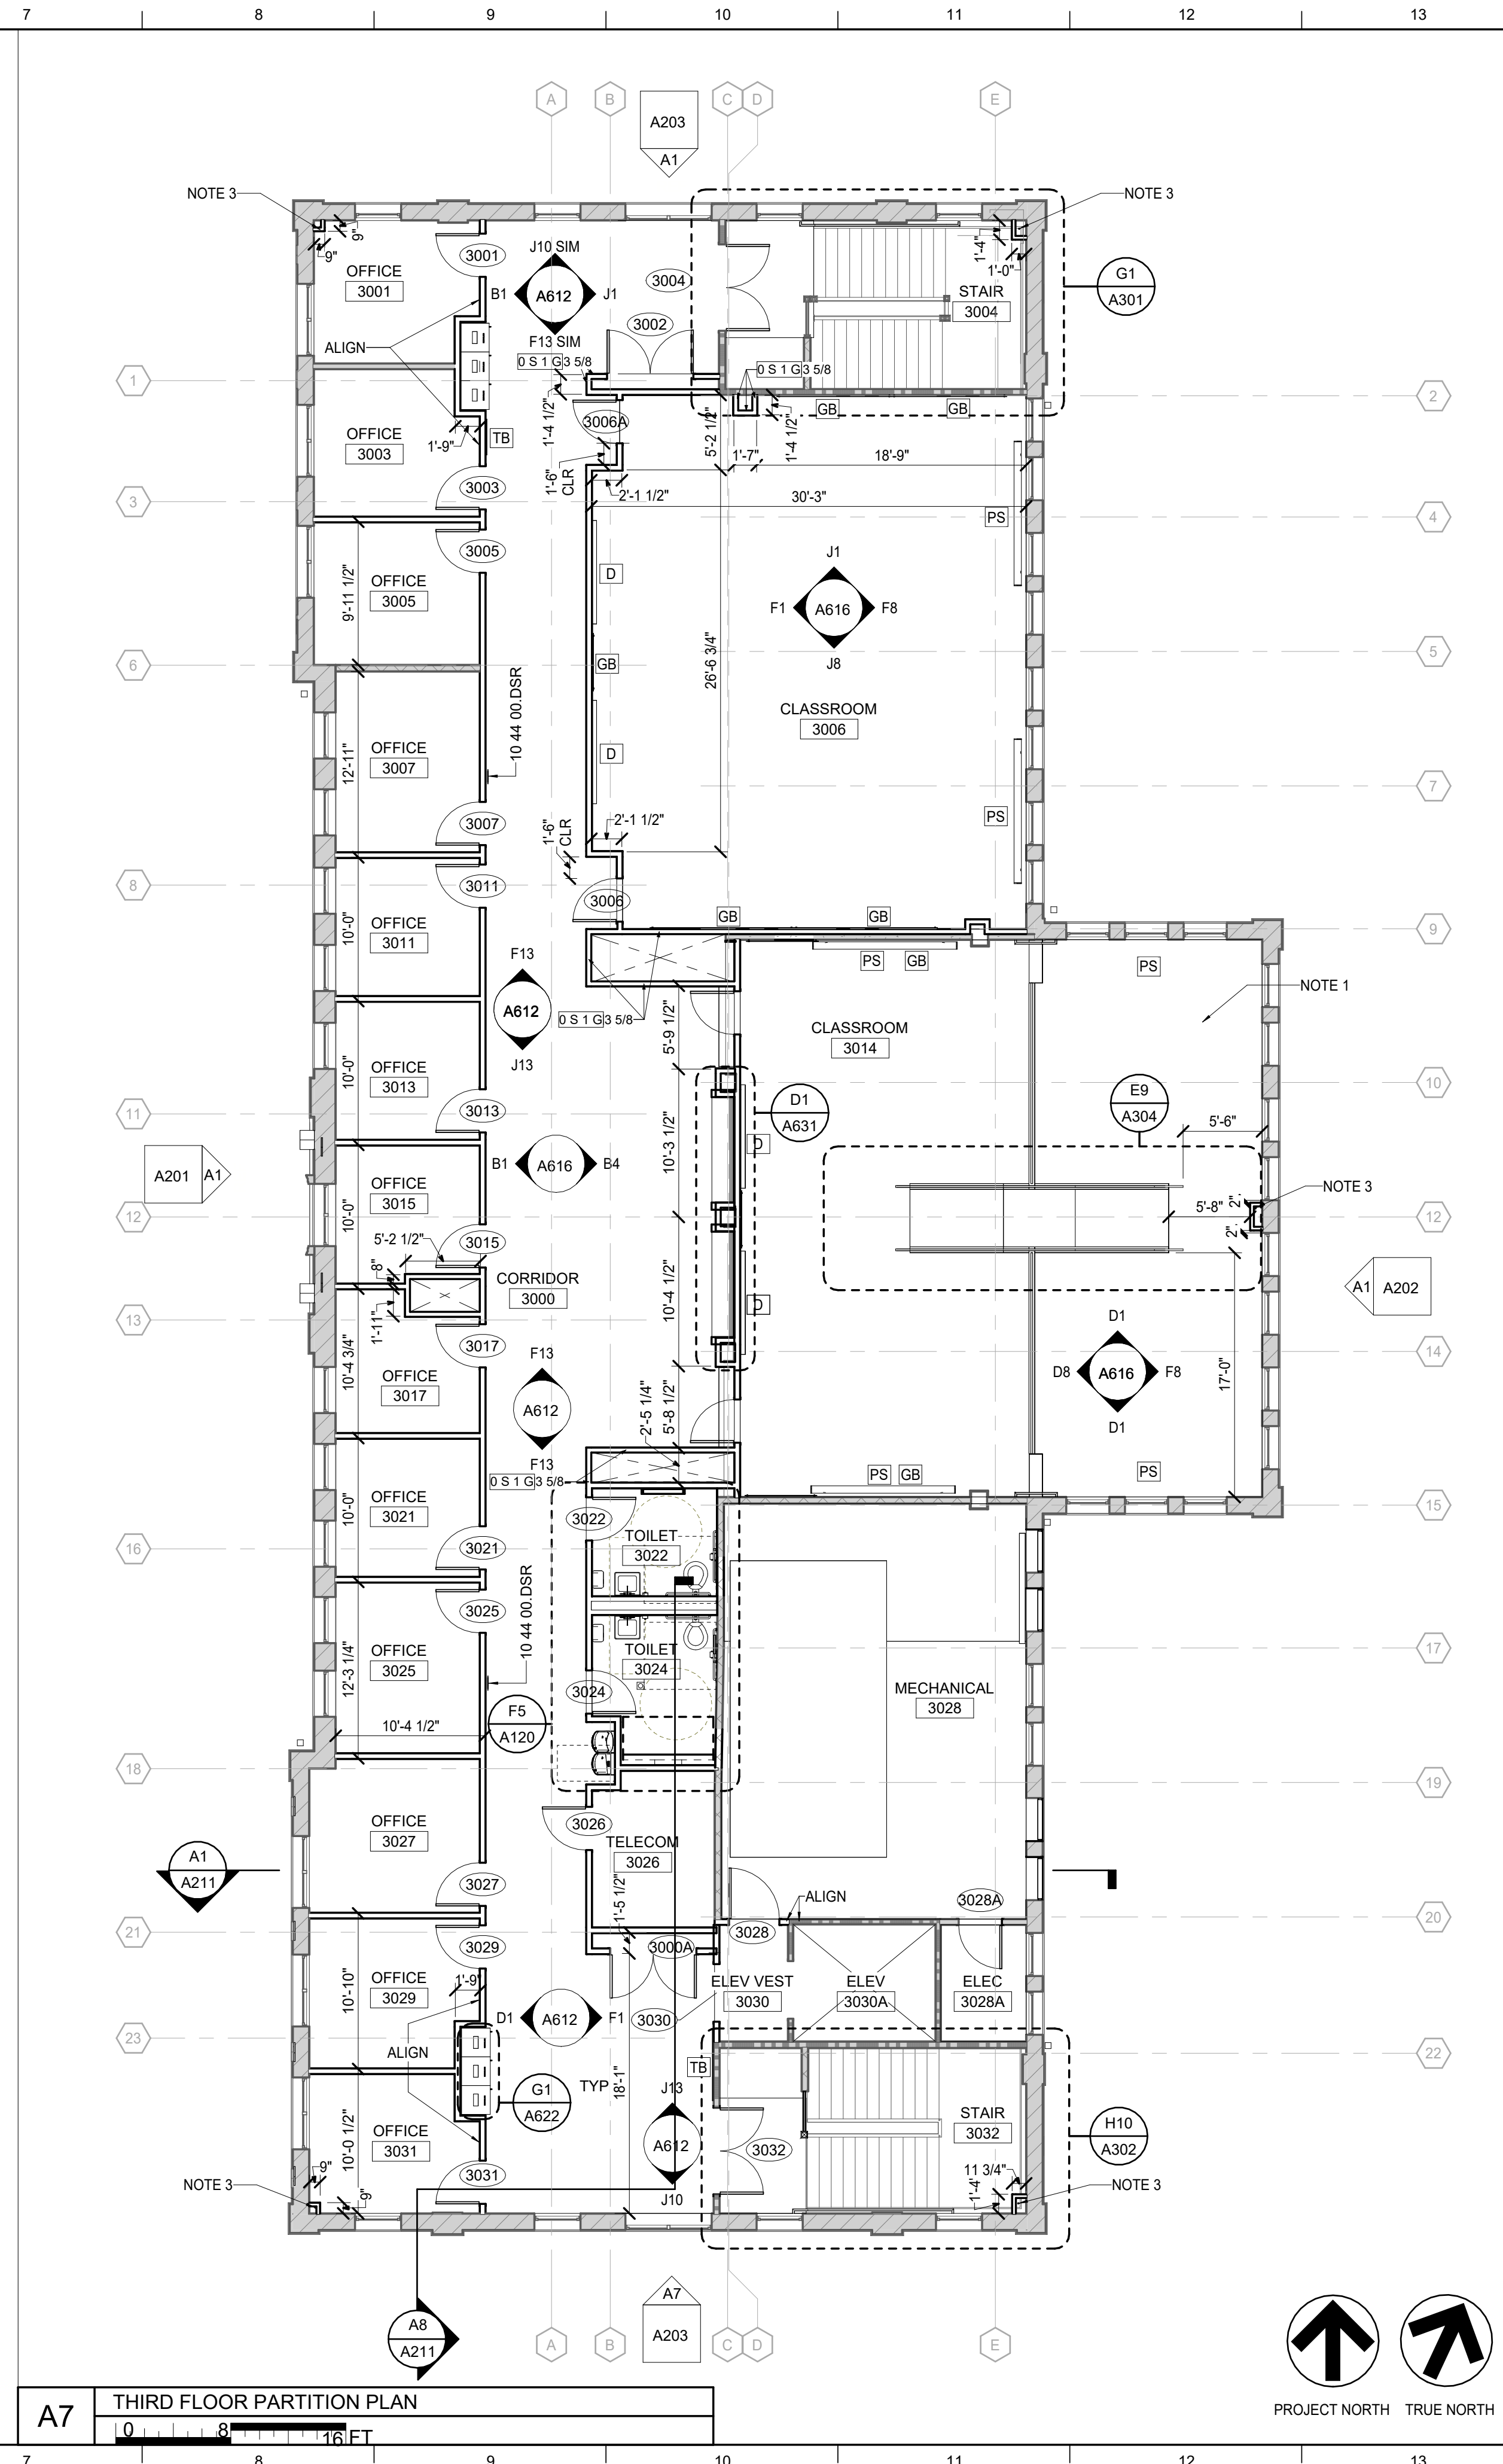 7 8 9 10 11 12 13
A B C D E
A203
A1
NOTE 3
NOTE 3
9"
9"
3001
J10 SIM
B1 A612 J1
F13 SIM
3004
3002
1'-4"
1'-0"
OFFICE
3001
STAIR
3004
G1
A301
ALIGN
0 S 1 G 3 5/8
0 S 1 G 3 5/8
1
2
3006A
1'-4 1/2"
5'-2 1/2"
1'-4 1/2"
GB
GB
OFFICE
3003
1'-9"
TB
1'-6"
CLR
1'-7"
18'-9"
3003
2'-1 1/2"
30'-3"
3
4
PS
3005
OFFICE
3005
9'-11 1/2"
D
J1
F1 A616 F8
J8
6
5
GB
26'-6 3/4"
10 44 00.DSR
CLASSROOM
3006
OFFICE
3007
12'-11"
D
7
3007
1'-6"
CLR
2'-1 1/2"
PS
8
3011
3006
OFFICE
3011
10'-0"
GB
GB
9
F13
A612
J13
PS GB
PS
0 S 1 G 3 5/8
5'-9 1/2"
NOTE 1
CLASSROOM
3014
OFFICE
3013
10'-0"
10
11
3013
D1
A631
E9
A304
5'-6"
D
A201 A1
B1 A616 B4
10'-3 1/2"
OFFICE
3015
10'-0"
NOTE 3
12
12
5'-8"
2"
2"
5'-2 1/2"
3015
8"
CORRIDOR
3000
1'-11"
10'-4 1/2"
D
A1 A202
13
14
3017
10'-4 3/4"
OFFICE
3017
F13
A612
F13
D1
D8 A616 F8
D1
17'-0"
2'-5 1/4"
5'-8 1/2"
0 S 1 G 3 5/8
PS GB
PS
15
OFFICE
3021
10'-0"
3022
TOILET
3022
16
3021
3025
10 44 00.DSR
TOILET
3024
17
OFFICE
3025
12'-3 1/4"
3024
MECHANICAL
3028
10'-4 1/2"
F5
A120
18
19
OFFICE
3027
3026
TELECOM
3026
A1
A211
3027
1'-5 1/2"
ALIGN
3028A
21
20
3029
3000A
3028
OFFICE
3029
10'-10"
1'-9"
ELEV VEST
3030
ELEV
3030A
ELEC
3028A
D1 A612 F1
3030
23
22
ALIGN
TB
G1
A622
TYP
18'-1"
J13
A612
J10
STAIR
3032
H10
A302
OFFICE
3031
10'-0 1/2"
3032
9"
9"
3031
11 3/4"
1'-4"
NOTE 3
NOTE 3
A8
A211
A7
A203
A B C D E
PROJECT NORTH TRUE NORTH
A7
THIRD FLOOR PARTITION PLAN
0 8 16 FT
7 8 9 10 11 12 13